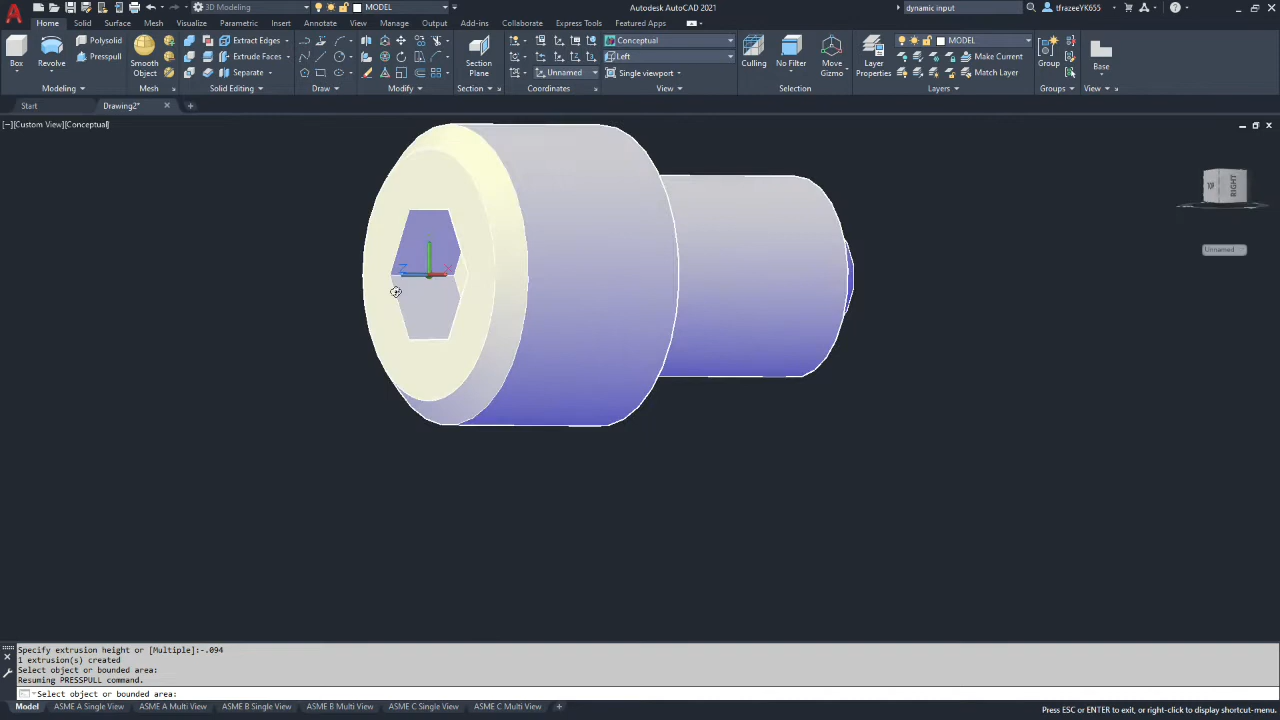 3D Modeling
MODEL
Autodesk AutoCAD 2021
Drawing2.dwg
dynamic input
tfrazeeYK655
Home Insert Annotate View Manage Output Add-ins Collaborate Express Tools Featured Apps
Solid Surface Mesh Visualize Parametric
Box
Revolve
Polysolid
Presspull
Smooth
Object
Extract Edges
Extrude Faces
Separate
Section
Plane
Conceptual
Left
Unnamed
Single viewport
Culling
No Filter
Move
Gizmo
Layer
Properties
MODEL
Make Current
Match Layer
Group
Base
Modeling
Mesh
Solid Editing
Draw
Modify
Section
Coordinates
View
Selection
Layers
Groups
View
Start
Drawing2*
[−][Custom View][Conceptual]
TOP
RIGHT
Unnamed
Z
X
Specify extrusion height or [Multiple]:-.094
1 extrusion(s) created
Select object or bounded area:
Resuming PRESSPULL command.
Select object or bounded area:
Model
ASME A Single View
ASME A Multi View
ASME B Single View
ASME B Multi View
ASME C Single View
ASME C Multi View
Press ESC or ENTER to exit, or right-click to display shortcut-menu.